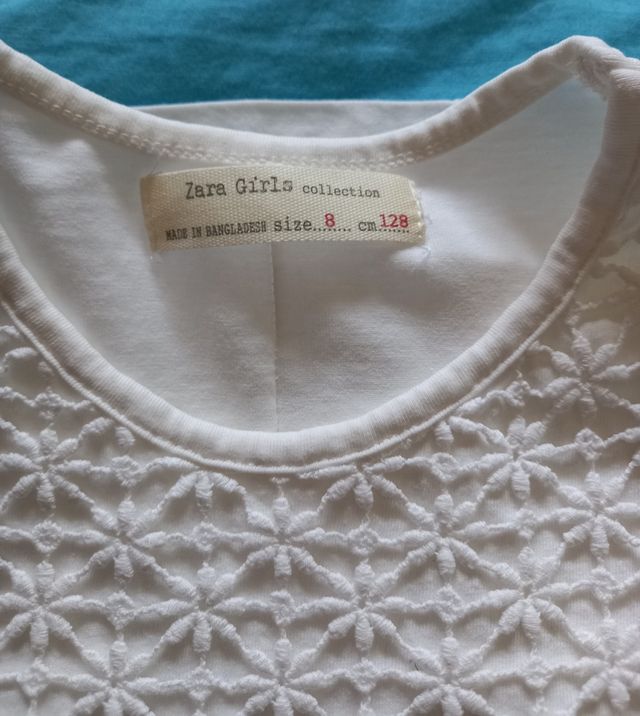 Zara Girls collection
MADE IN BANGLADESH size...8.... cm.128.....